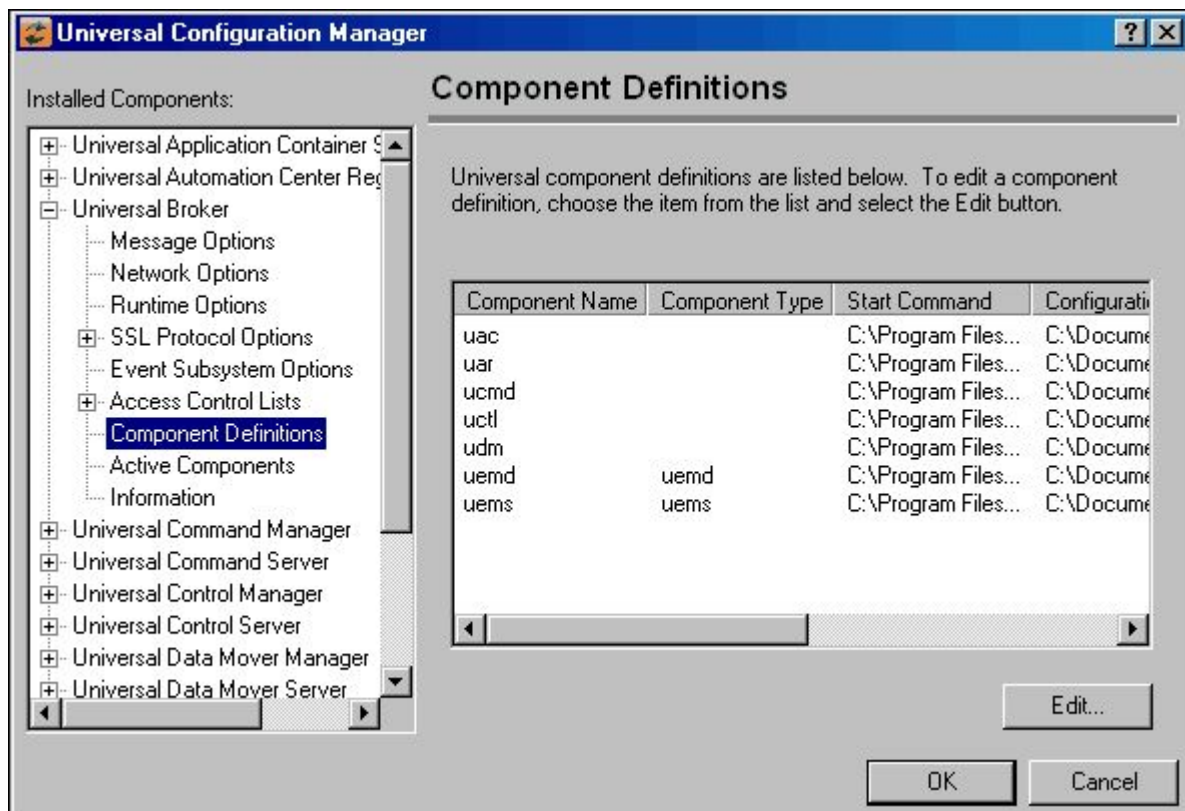 Universal Configuration Manager
Installed Components:
Universal Application Container S
Universal Automation Center Reg
Universal Broker
Message Options
Network Options
Runtime Options
SSL Protocol Options
Event Subsystem Options
Access Control Lists
Component Definitions
Active Components
Information
Universal Command Manager
Universal Command Server
Universal Control Manager
Universal Control Server
Universal Data Mover Manager
Universal Data Mover Server
Component Definitions
Universal component definitions are listed below. To edit a component
definition, choose the item from the list and select the Edit button.
Component Name Component Type Start Command Configurati
uac C:\Program Files... C:\Docume
uar C:\Program Files... C:\Docume
ucmd C:\Program Files... C:\Docume
uctl C:\Program Files... C:\Docume
udm C:\Program Files... C:\Docume
uemd uemd C:\Program Files... C:\Docume
uems uems C:\Program Files... C:\Docume
Edit...
OK Cancel